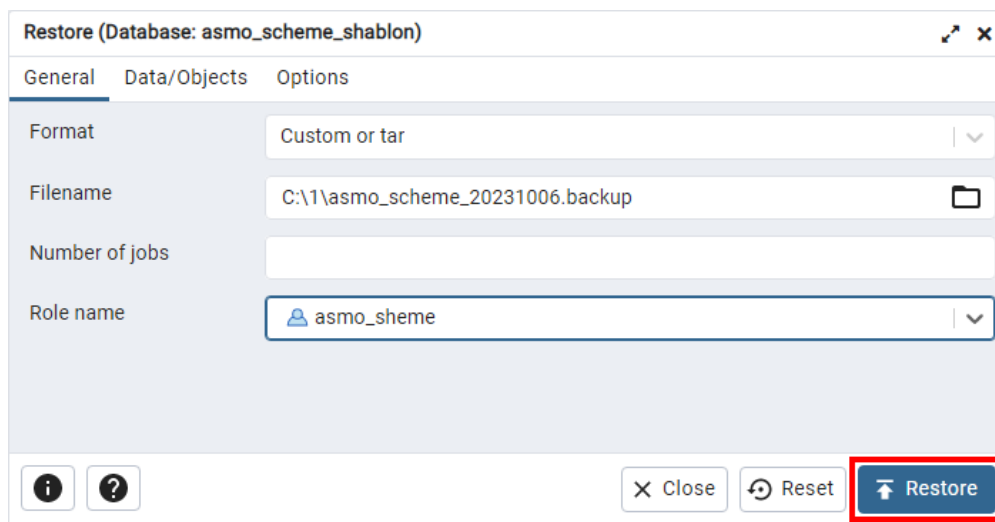 Restore (Database: asmo_scheme_shablon)
General Data/Objects Options
Format Custom or tar
Filename C:\1\asmo_scheme_20231006.backup
Number of jobs
Role name asmo_sheme
Close Reset Restore